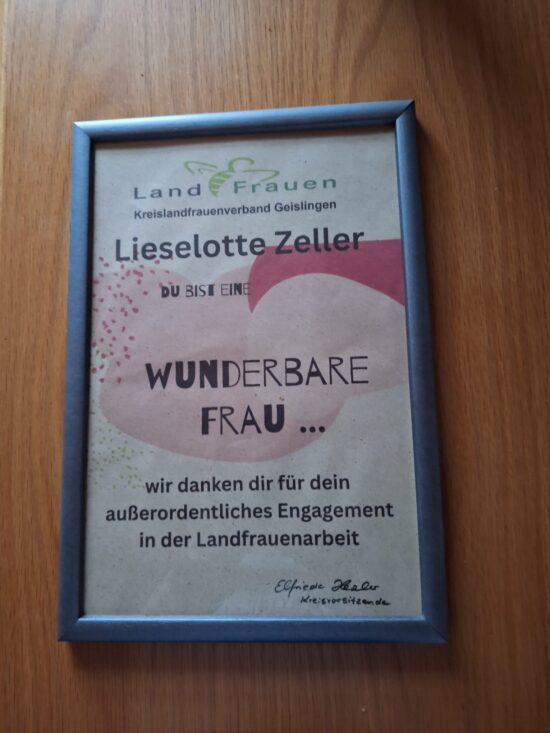 Land Frauen
Kreislandfrauenverband Geislingen
Lieselotte Zeller
DU BIST EINE
WUNDERBARE
FRAU ...
wir danken dir für dein
außerordentliches Engagement
in der Landfrauenarbeit
Elfriede
Kreisvorsitzende